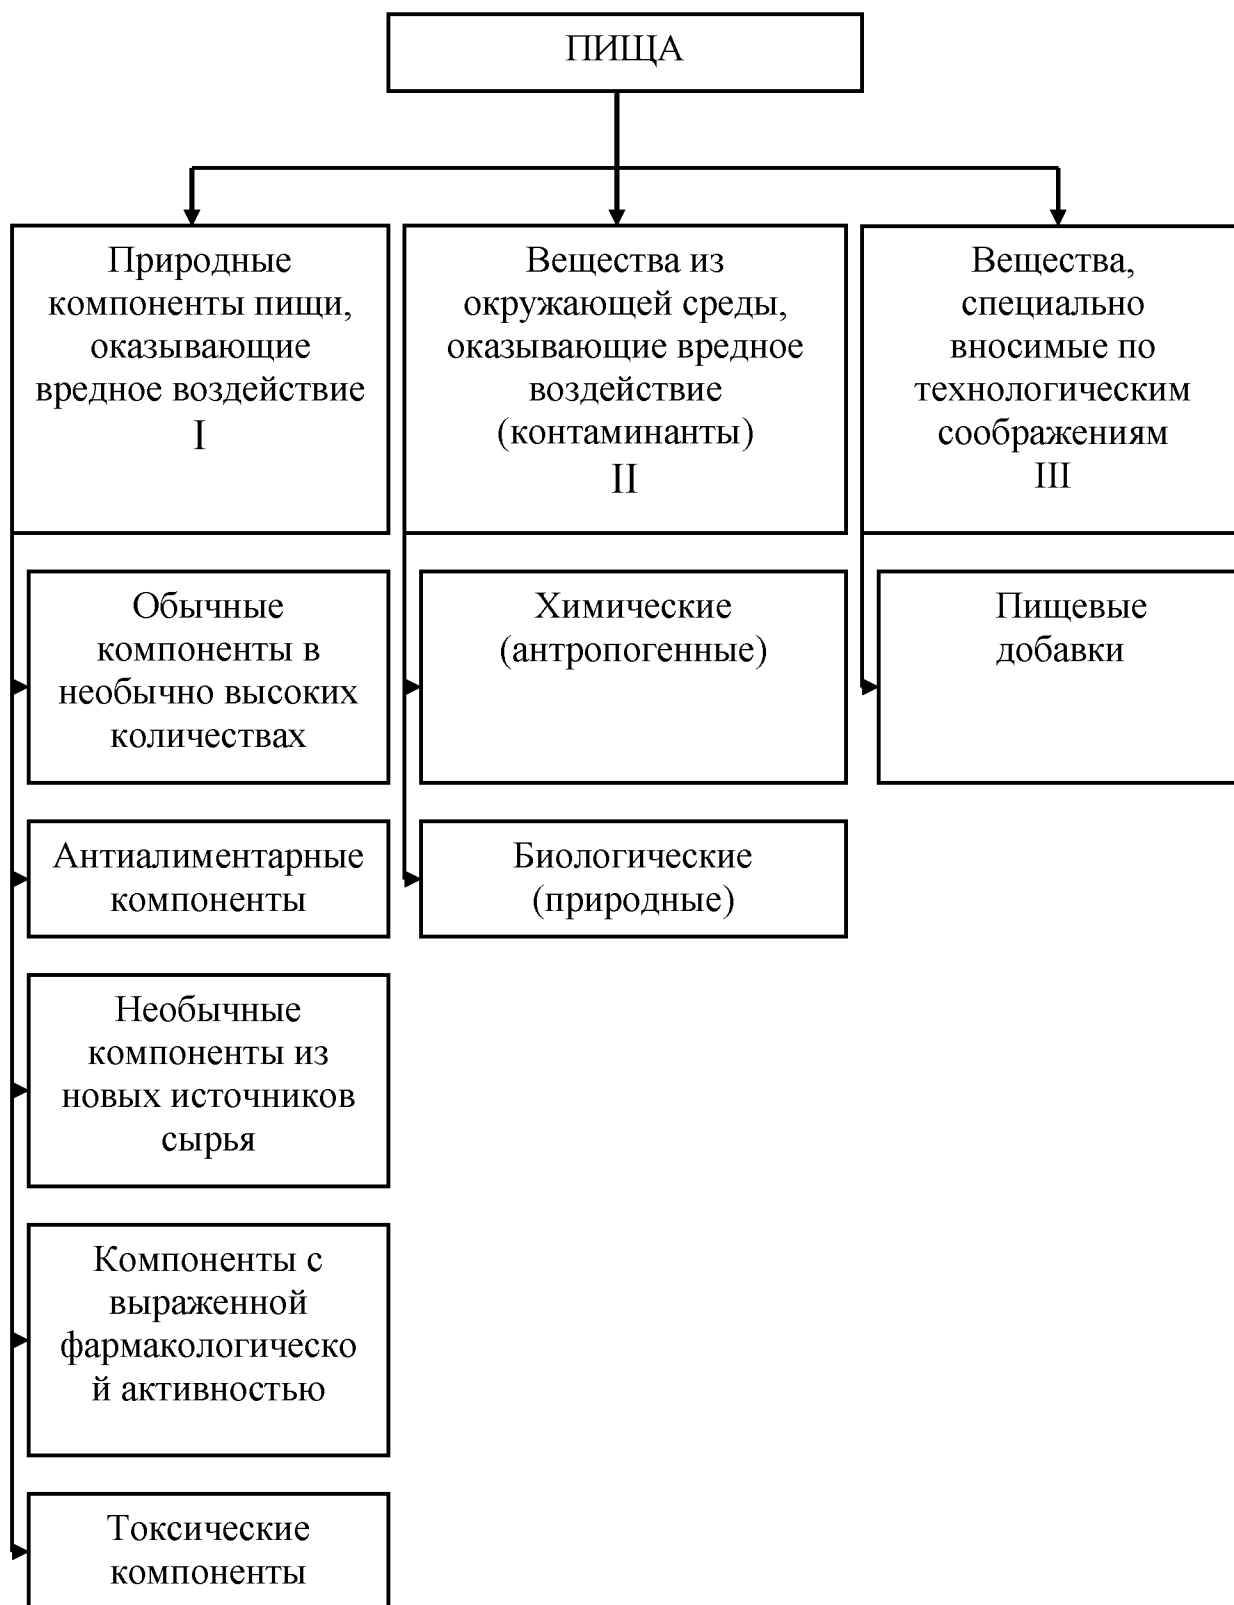 ПИЩА
Природные
компоненты пищи,
оказывающие
вредное воздействие
I
Вещества из
окружающей среды,
оказывающие вредное
воздействие
(контаминанты)
II
Вещества,
специально
вносимые по
технологическим
соображениям
III
Обычные
компоненты в
необычно высоких
количествах
Химические
(антропогенные)
Пищевые
добавки
Антиалиментарные
компоненты
Биологические
(природные)
Необычные
компоненты из
новых источников
сырья
Компоненты с
выраженной
фармакологическо
й активностью
Токсические
компоненты